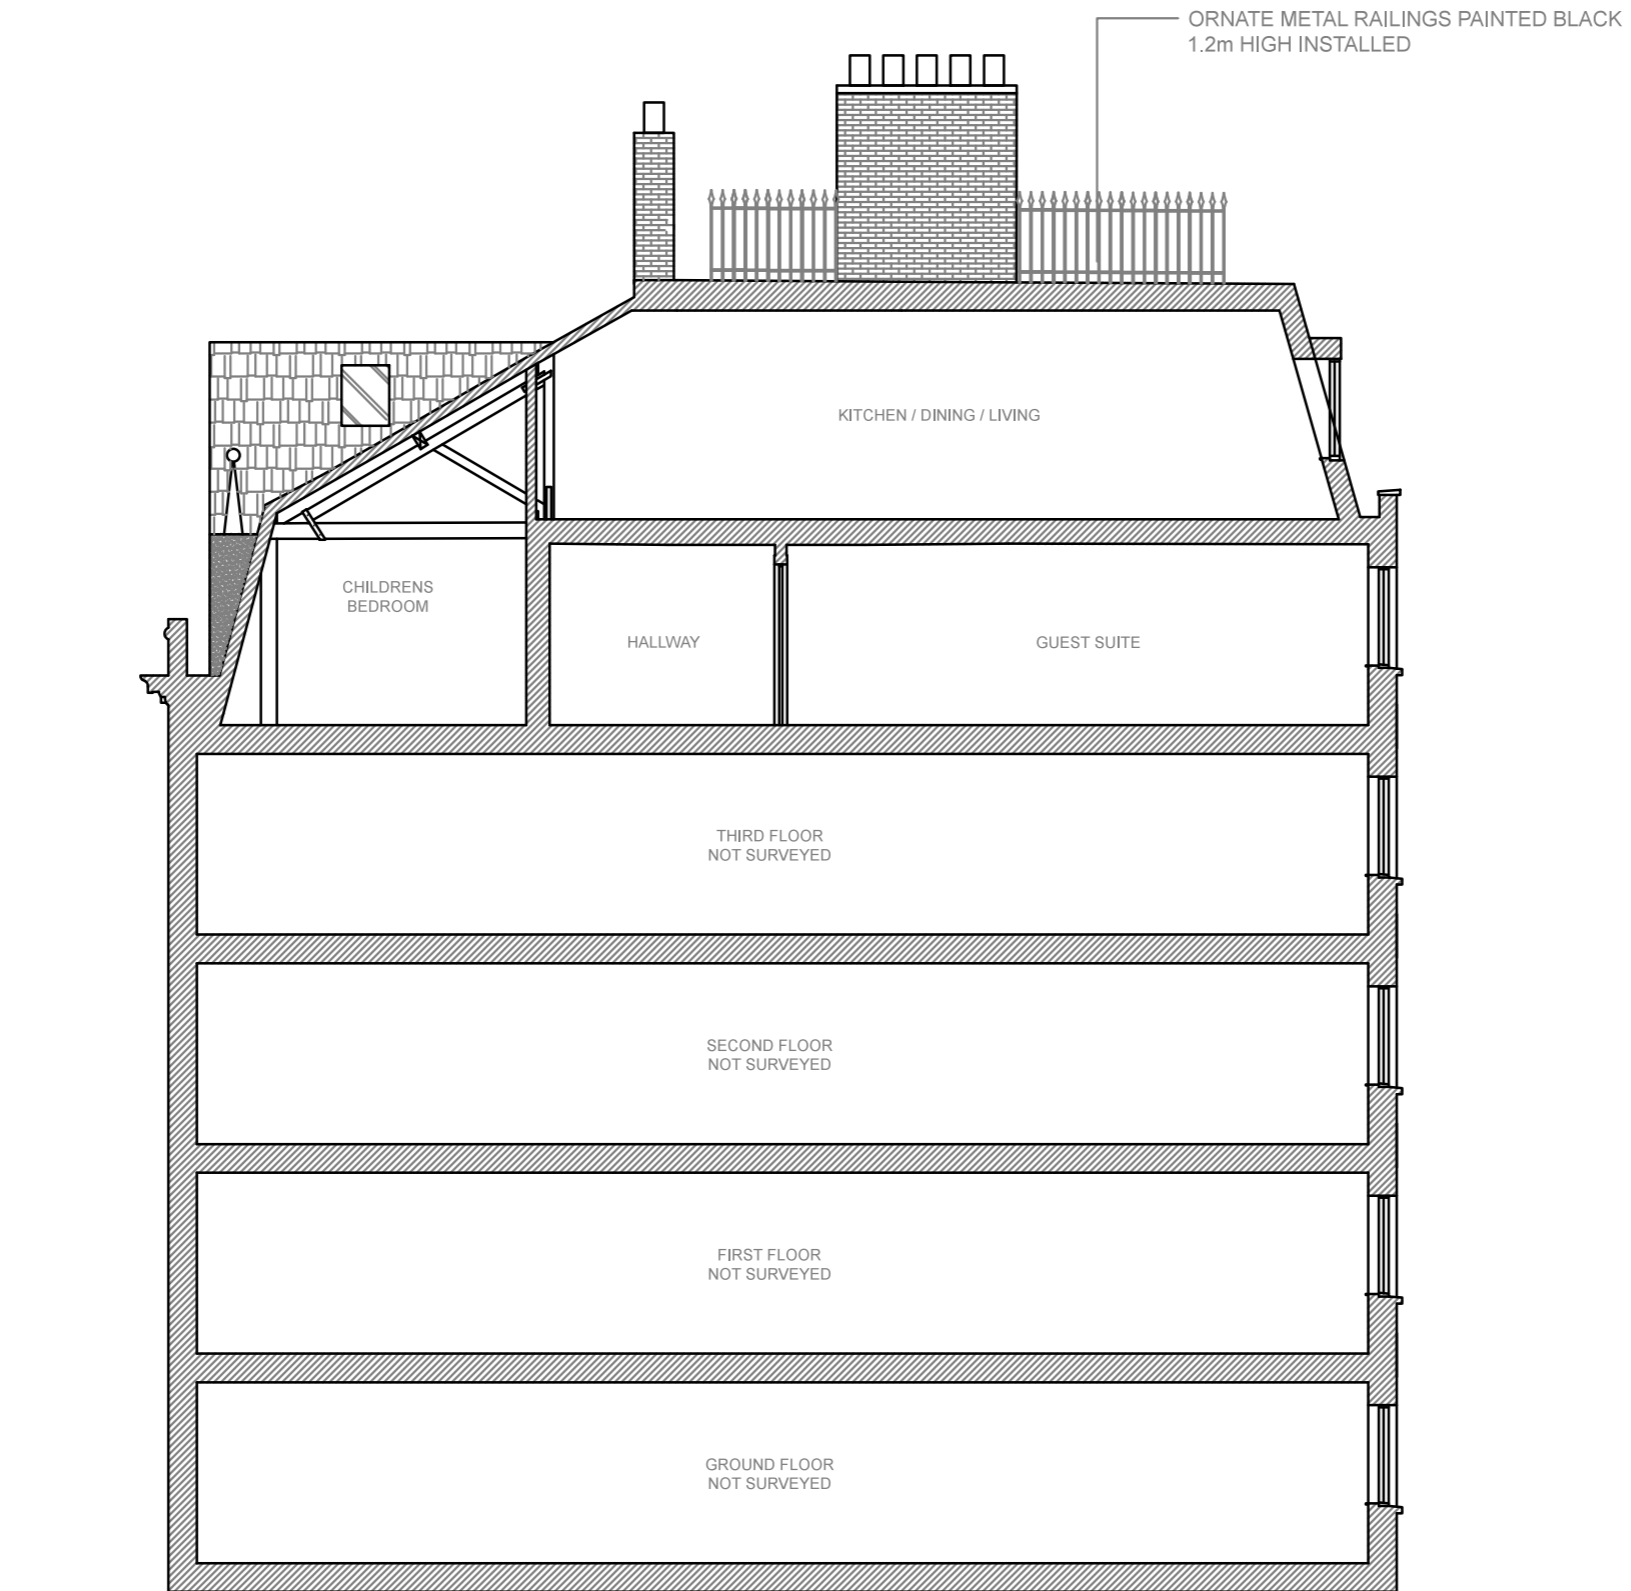 ORNATE METAL RAILINGS PAINTED BLACK
1.2m HIGH INSTALLED
KITCHEN / DINING / LIVING
CHILDRENS
BEDROOM
HALLWAY
GUEST SUITE
THIRD FLOOR
NOT SURVEYED
SECOND FLOOR
NOT SURVEYED
FIRST FLOOR
NOT SURVEYED
GROUND FLOOR
NOT SURVEYED